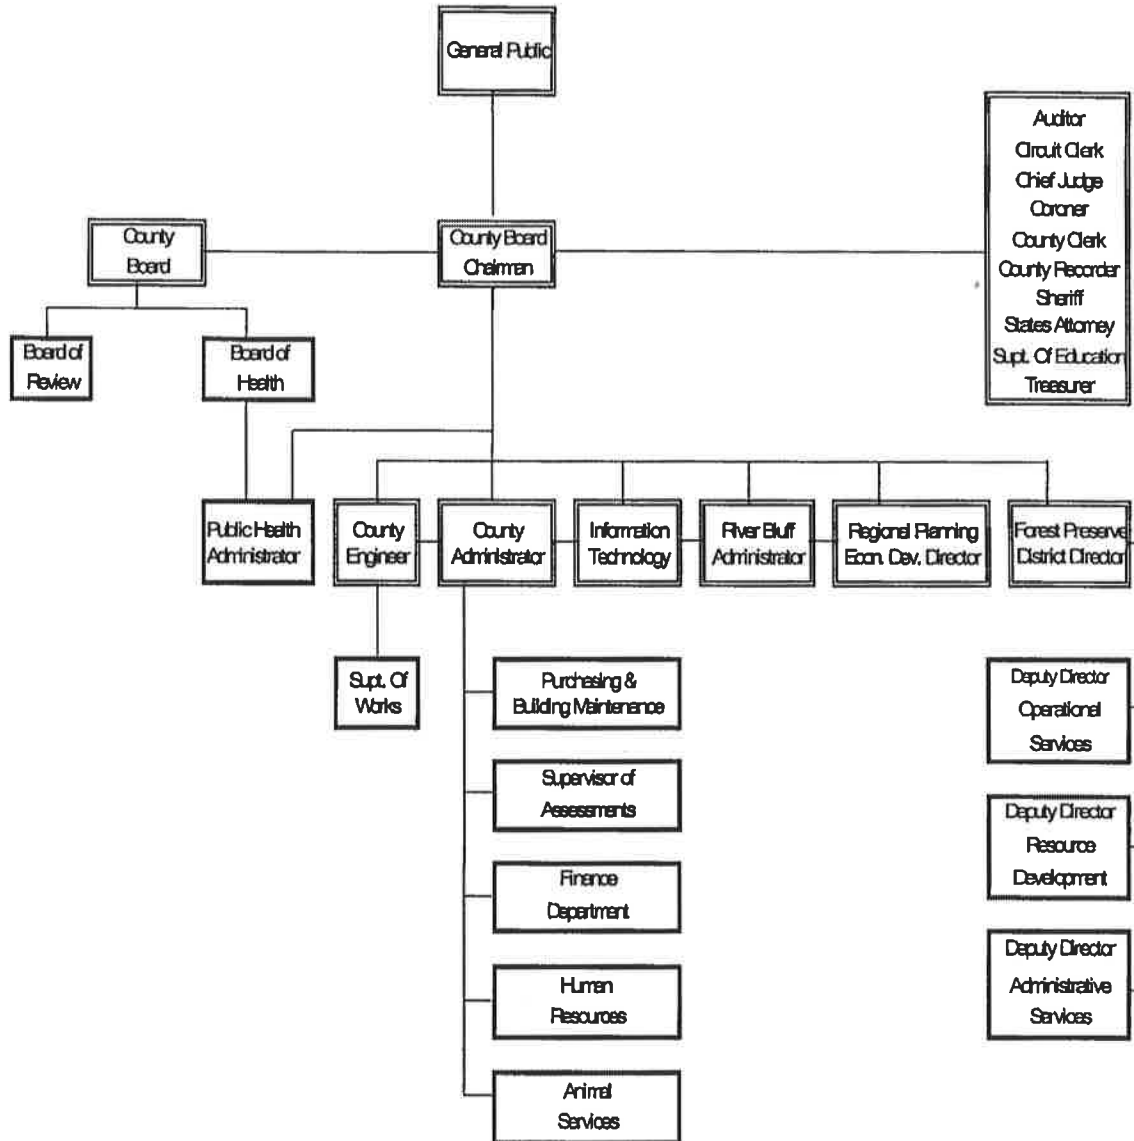 General Public
Auditor
Circuit Clerk
Chief Judge
Coroner
County Clerk
County Recorder
Sheriff
States Attorney
Supt. Of Education
Treasurer
County
Board
County Board
Chairman
Board of
Review
Board of
Health
Public Health
Administrator
County
Engineer
County
Administrator
Information
Technology
River Bluff
Administrator
Regional Planning
Econ. Dev. Director
Forest Preserve
District Director
Supt. Of
Works
Purchasing &
Building Maintenance
Supervisor of
Assessments
Finance
Department
Human
Resources
Animal
Services
Deputy Director
Operational
Services
Deputy Director
Resource
Development
Deputy Director
Administrative
Services